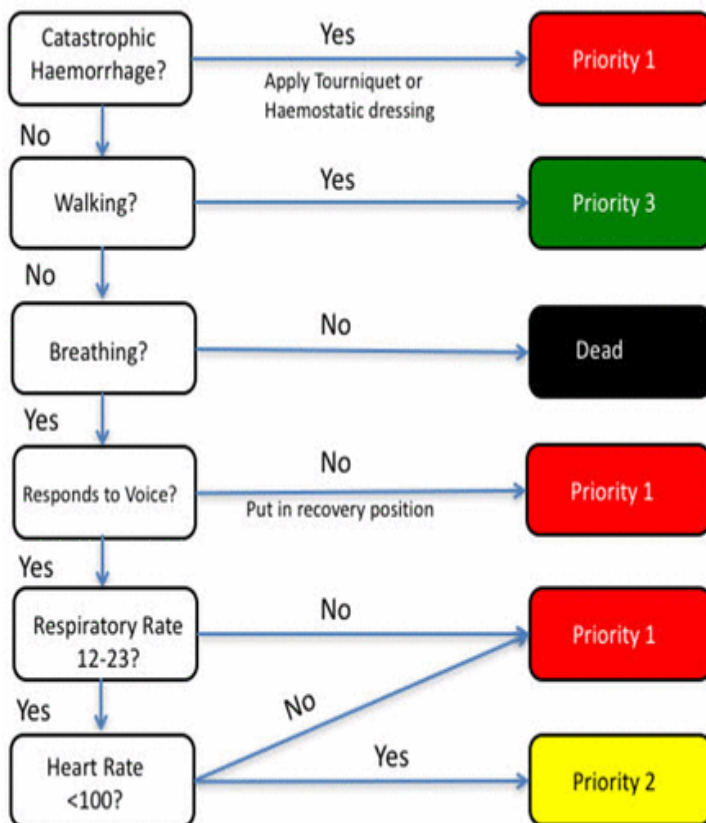 Catastrophic
Haemorrhage?
Yes
Apply Tourniquet or
Haemostatic dressing
Priority 1
No
Walking?
Yes
Priority 3
No
Breathing?
No
Dead
Yes
Responds to Voice?
No
Put in recovery position
Priority 1
Yes
Respiratory Rate
12-23?
No
Priority 1
Yes
No
Heart Rate
<100?
Yes
Priority 2